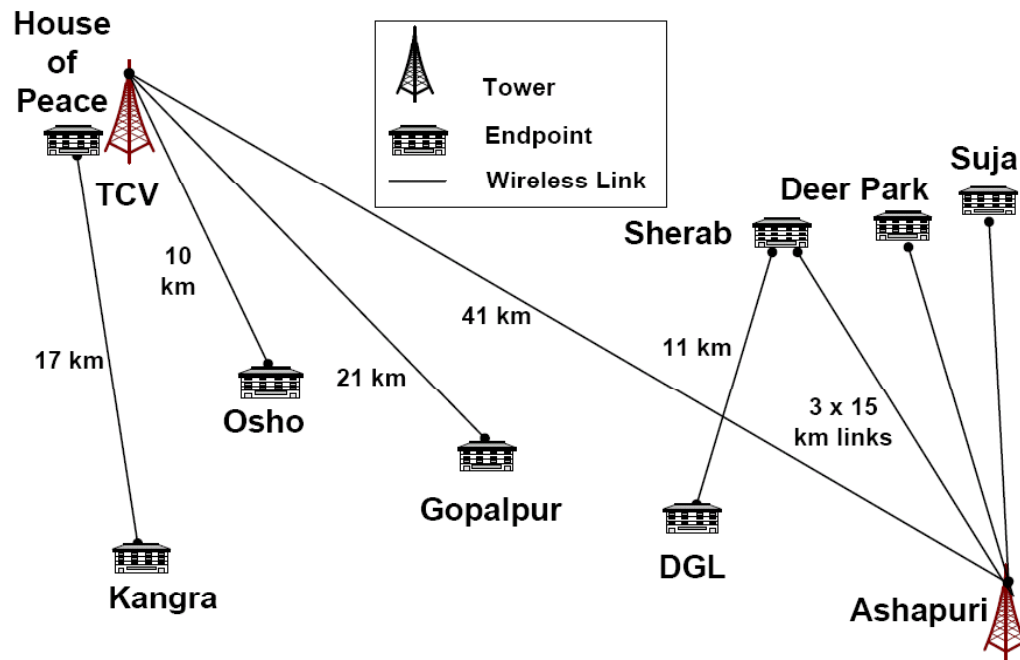 House
of
Peace
TCV
Tower
Endpoint
Wireless Link
Suja
Deer Park
Sherab
10
km
41 km
11 km
17 km
21 km
3 x 15
km links
Osho
Gopalpur
DGL
Kangra
Ashapuri